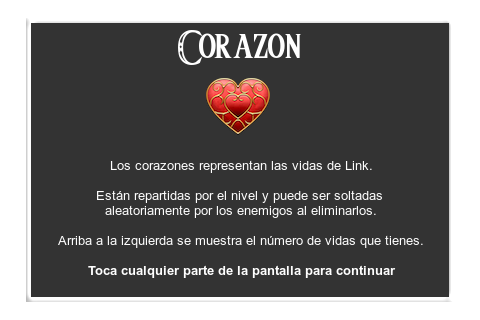 CORAZON
Los corazones representan las vidas de Link.
Están repartidas por el nivel y puede ser soltadas
aleatoriamente por los enemigos al eliminarlos.
Arriba a la izquierda se muestra el número de vidas que tienes.
Toca cualquier parte de la pantalla para continuar